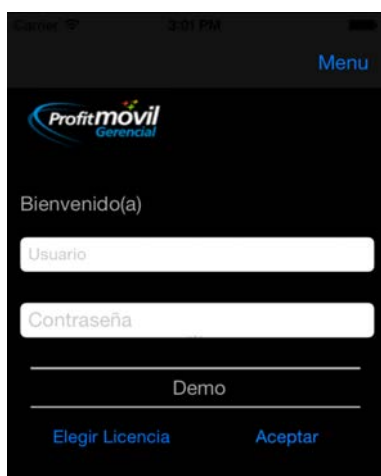 Carrier 3:01 PM
Menu
Profit móvil
Gerencial
Bienvenido(a)
Usuario
Contraseña
Demo
Elegir Licencia Aceptar